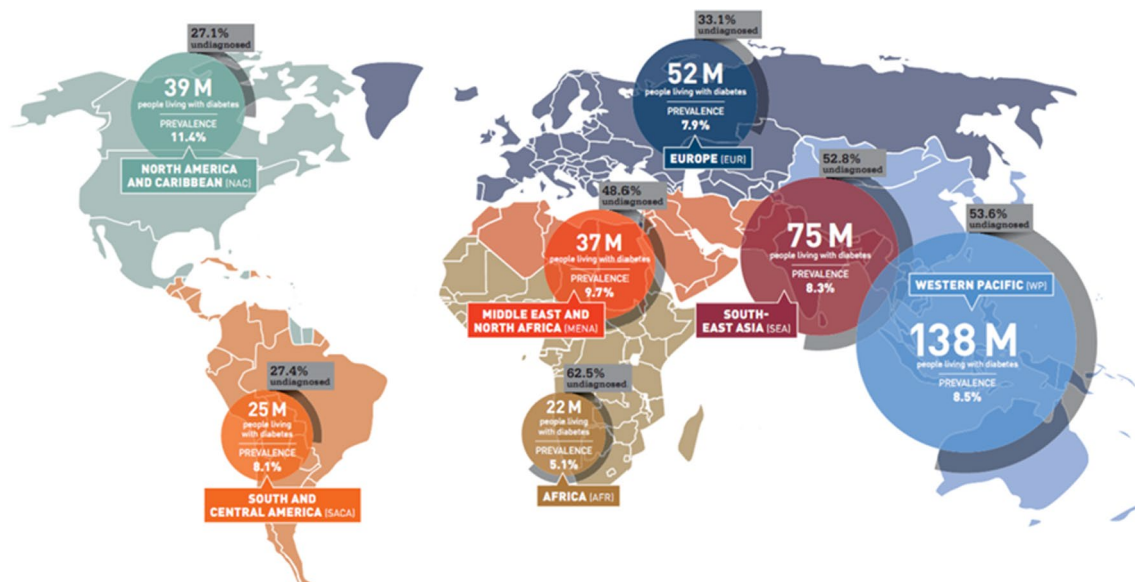 27.1%
undiagnosed
39 M
people living with diabetes
PREVALENCE
11.4%
NORTH AMERICA
AND CARIBBEAN (NAC)
33.1%
undiagnosed
52 M
people living with diabetes
PREVALENCE
7.9%
EUROPE (EUR)
48.6%
undiagnosed
37 M
people living with diabetes
PREVALENCE
9.7%
MIDDLE EAST AND
NORTH AFRICA (MENA)
52.8%
undiagnosed
75 M
people living with diabetes
PREVALENCE
8.3%
SOUTH-
EAST ASIA (SEA)
53.6%
undiagnosed
WESTERN PACIFIC (WP)
138 M
people living with diabetes
PREVALENCE
8.5%
27.4%
undiagnosed
25 M
people living
with diabetes
PREVALENCE
8.1%
SOUTH AND
CENTRAL AMERICA (SACA)
62.5%
undiagnosed
22 M
people living
with diabetes
PREVALENCE
5.1%
AFRICA (AFR)